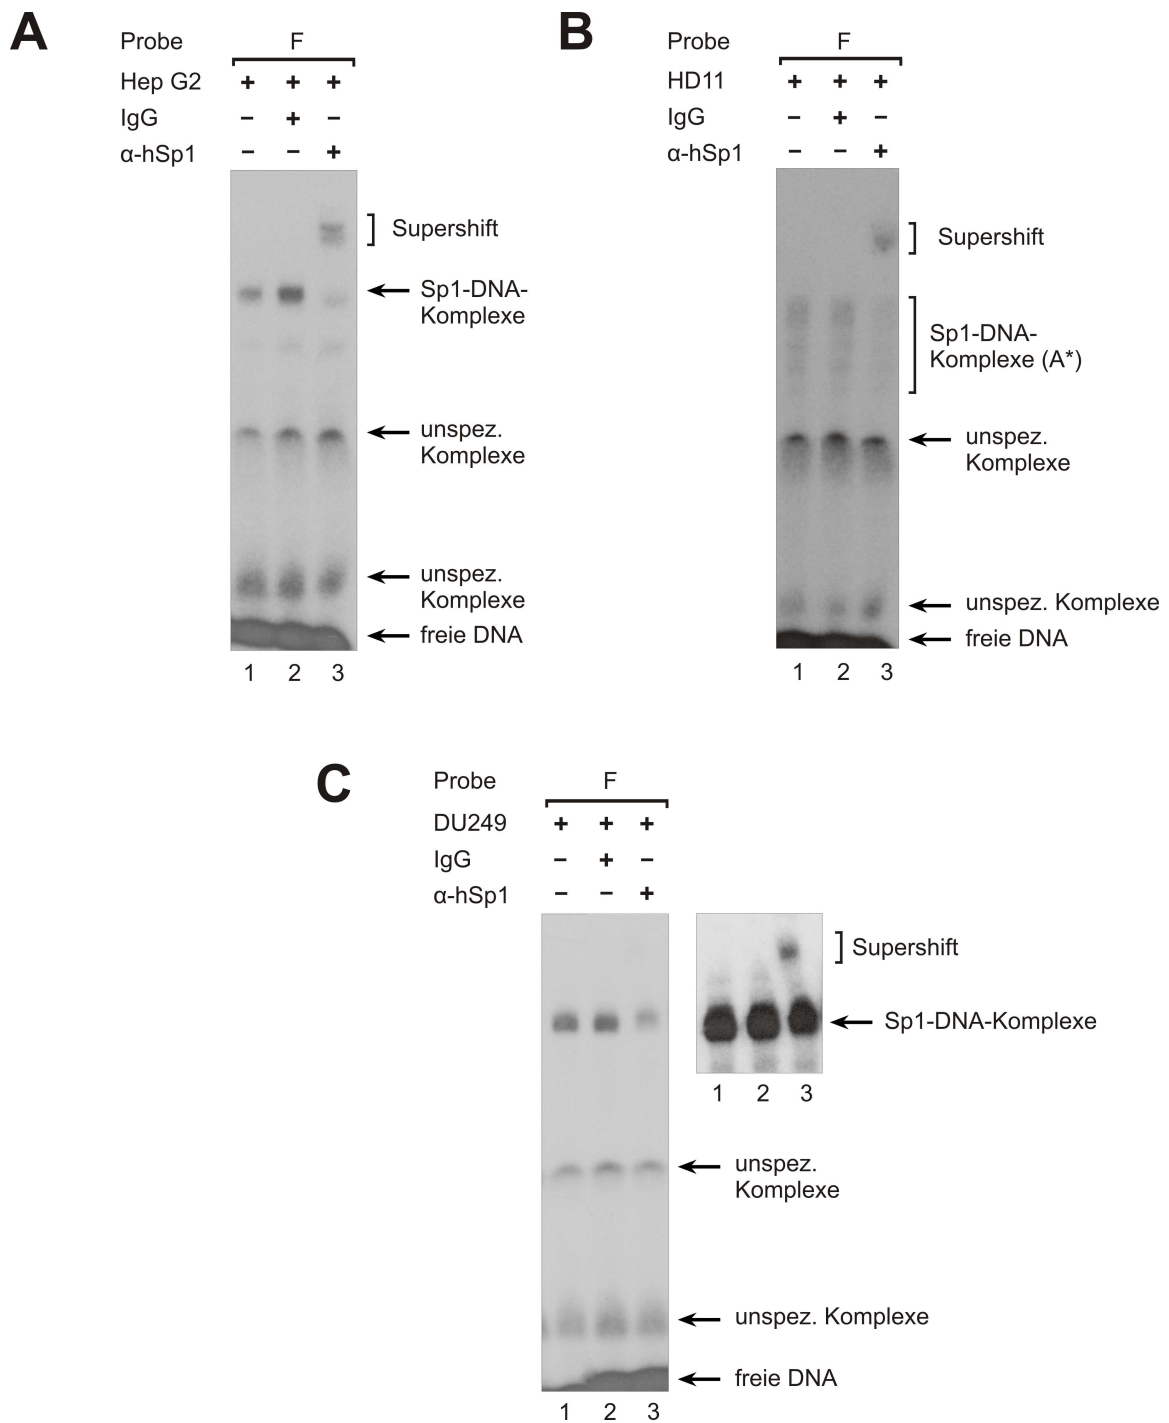 A
Probe F
Hep G2 + + +
IgG − + −
α-hSp1 − − +
Supershift
Sp1-DNA-
Komplexe
unspez.
Komplexe
unspez.
Komplexe
freie DNA
1 2 3
B
Probe F
HD11 + + +
IgG − + −
α-hSp1 − − +
Supershift
Sp1-DNA-
Komplexe (A*)
unspez.
Komplexe
unspez. Komplexe
freie DNA
1 2 3
C
Probe F
DU249 + + +
IgG − + −
α-hSp1 − − +
Supershift
Sp1-DNA-Komplexe
1 2 3
unspez.
Komplexe
unspez. Komplexe
freie DNA
1 2 3